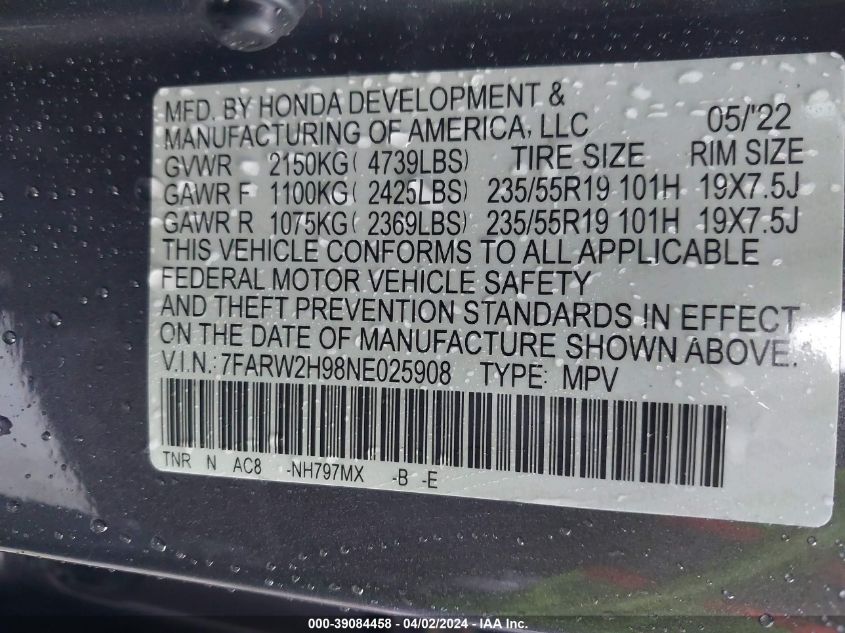 MFD. BY HONDA DEVELOPMENT &
MANUFACTURING OF AMERICA, LLC 05/'22
GVWR 2150KG( 4739LBS) TIRE SIZE RIM SIZE
GAWR F 1100KG( 2425LBS) 235/55R19 101H 19X7.5J
GAWR R 1075KG( 2369LBS) 235/55R19 101H 19X7.5J
THIS VEHICLE CONFORMS TO ALL APPLICABLE
FEDERAL MOTOR VEHICLE SAFETY
AND THEFT PREVENTION STANDARDS IN EFFECT
ON THE DATE OF MANUFACTURE SHOWN ABOVE.
V.I.N.:7FARW2H98NE025908 TYPE: MPV
TNR N AC8 -NH797MX -B -E
000-39084458 - 04/02/2024 - IAA Inc.